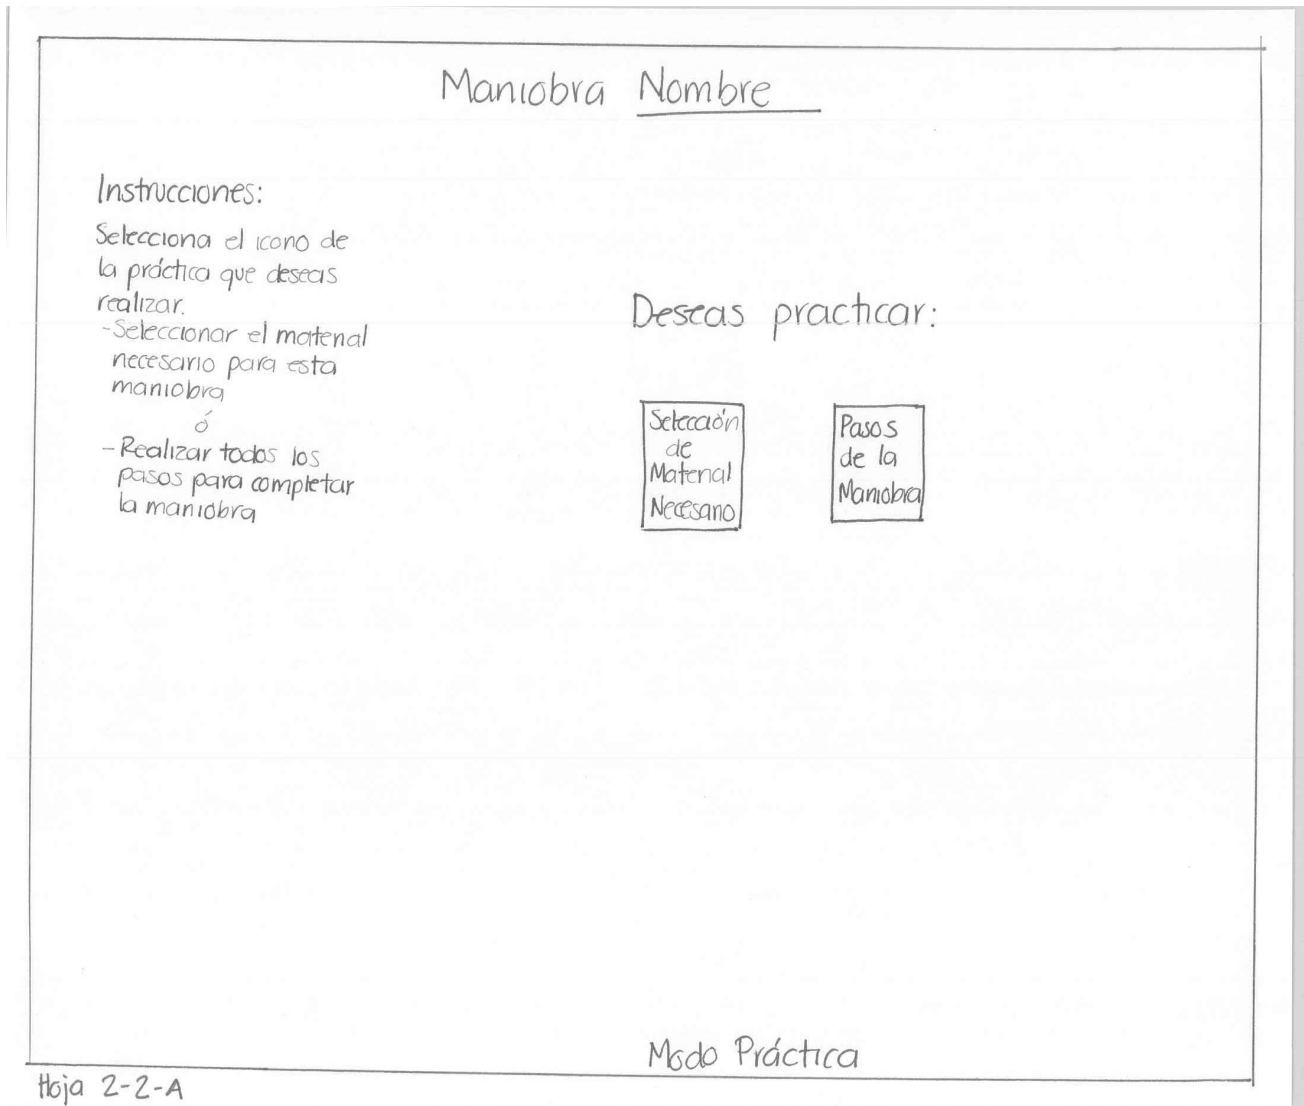 Maniobra Nombre
Instrucciones:
Selecciona el icono de
la práctica que deseas
realizar.
-Seleccionar el material
necesario para esta
maniobra
ó
-Realizar todos los
pasos para completar
la maniobra
Deseas practicar:
Selección
de
Material
Necesario
Pasos
de la
Maniobra
Modo Práctica
Hoja 2-2-A